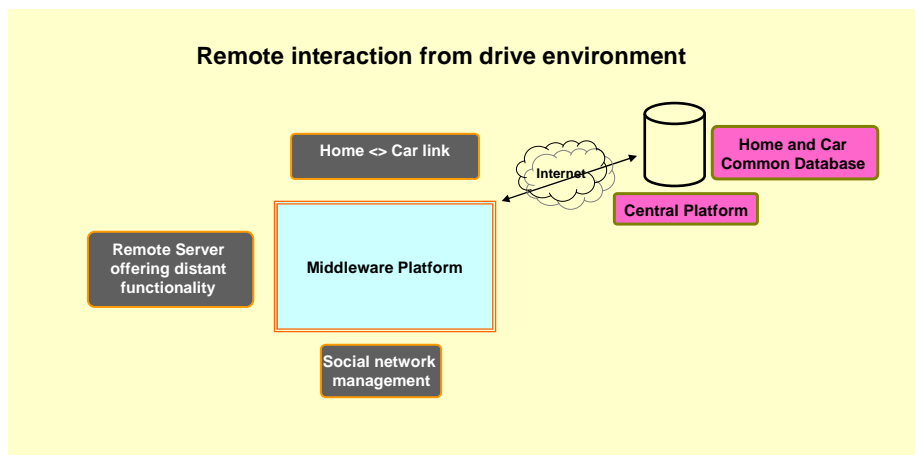 Remote interaction from drive environment
Home <> Car link
Internet
Home and Car
Common Database
Central Platform
Remote Server
offering distant
functionality
Middleware Platform
Social network
management